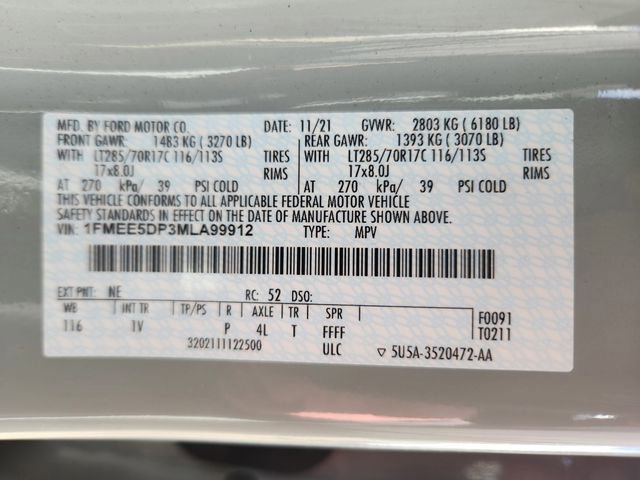 MFD. BY FORD MOTOR CO. DATE: 11/21 GVWR: 2803 KG ( 6180 LB)
FRONT GAWR: 1483 KG ( 3270 LB) REAR GAWR: 1393 KG ( 3070 LB)
WITH LT285/70R17C 116/113S TIRES WITH LT285/70R17C 116/113S TIRES
17x8.0J RIMS 17x8.0J RIMS
AT 270 kPa/ 39 PSI COLD AT 270 kPa/ 39 PSI COLD
THIS VEHICLE CONFORMS TO ALL APPLICABLE FEDERAL MOTOR VEHICLE
SAFETY STANDARDS IN EFFECT ON THE DATE OF MANUFACTURE SHOWN ABOVE.
VIN: 1FMEE5DP3MLA99912 TYPE: MPV
EXT PNT: NE RC: 52 DSO:
WB INT TR TP/PS R AXLE TR SPR F0091
116 1V P 4L T FFFF T0211
3202111122500 ULC ▽ 5U5A-3520472-AA